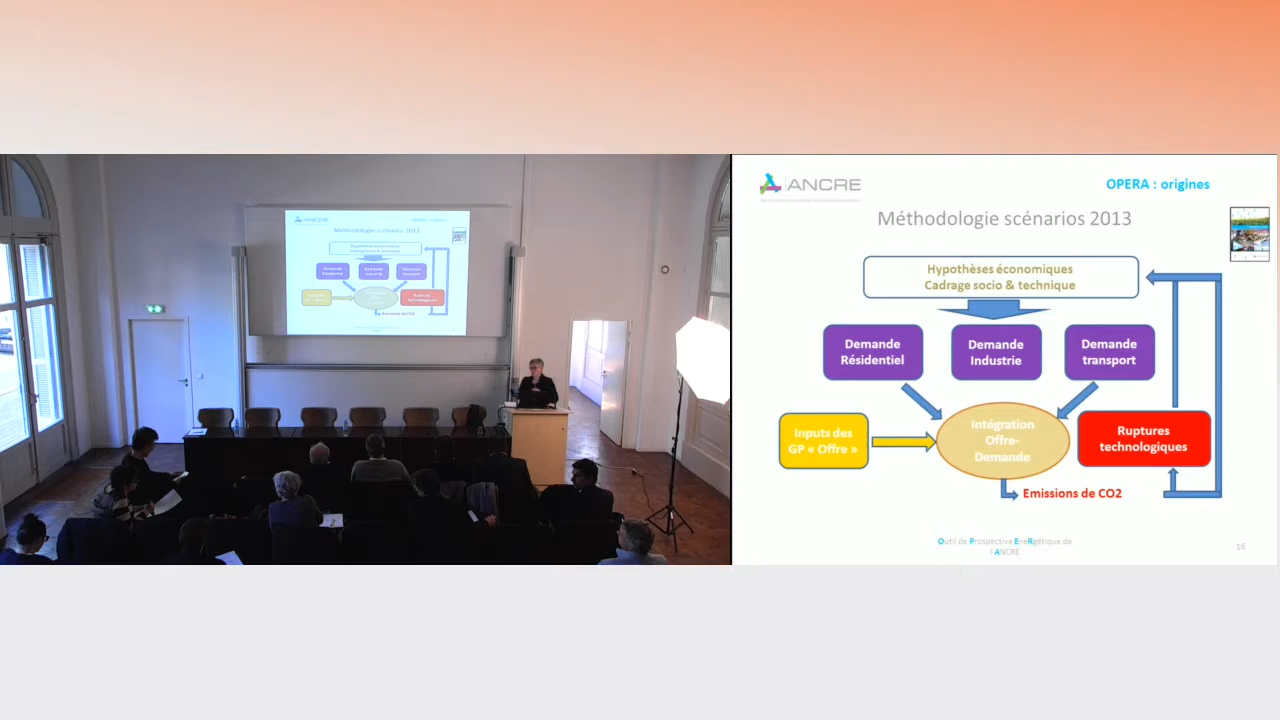 ANCRE
OPERA : origines
Méthodologie scénarios 2013
Hypothèses économiques
Cadrage socio & technique
Demande
Résidentiel
Demande
Industrie
Demande
transport
Inputs des
GP « Offre »
Intégration
Offre-
Demande
Ruptures
technologiques
Emissions de CO2
Outil de Prospective EneRgétique de
l'ANCRE
16